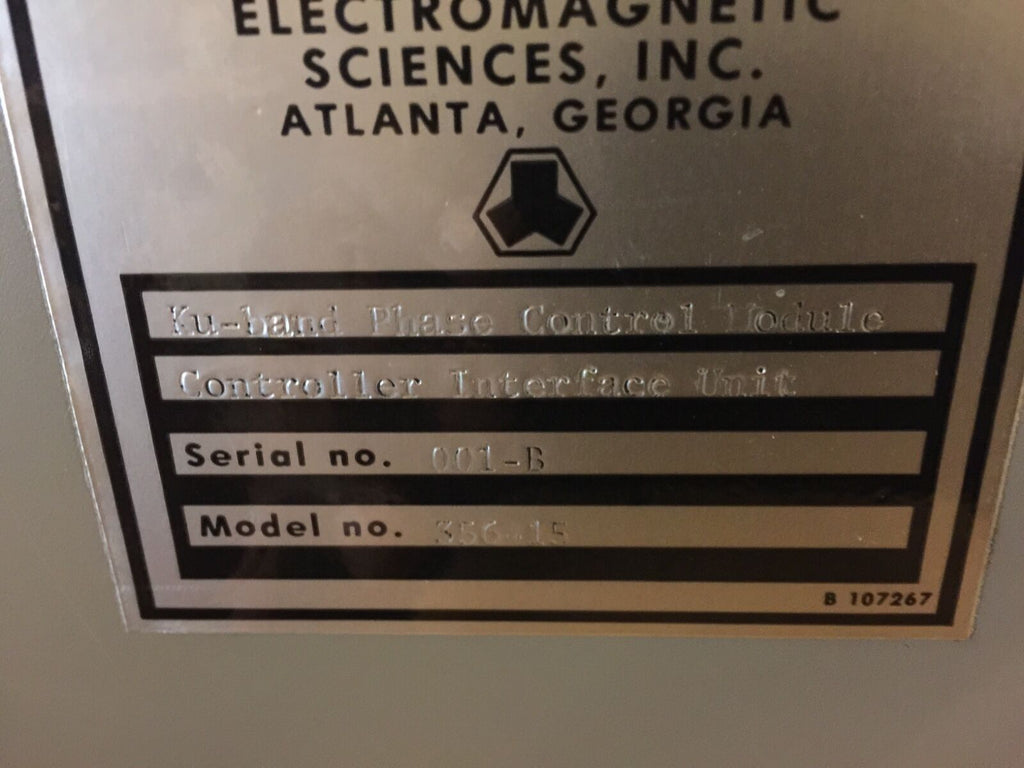 ELECTROMAGNETIC
SCIENCES, INC.
ATLANTA, GEORGIA
Ku-band Phase Control Module
Controller Interface Unit
Serial no. 001-B
Model no. 356-15
B 107267